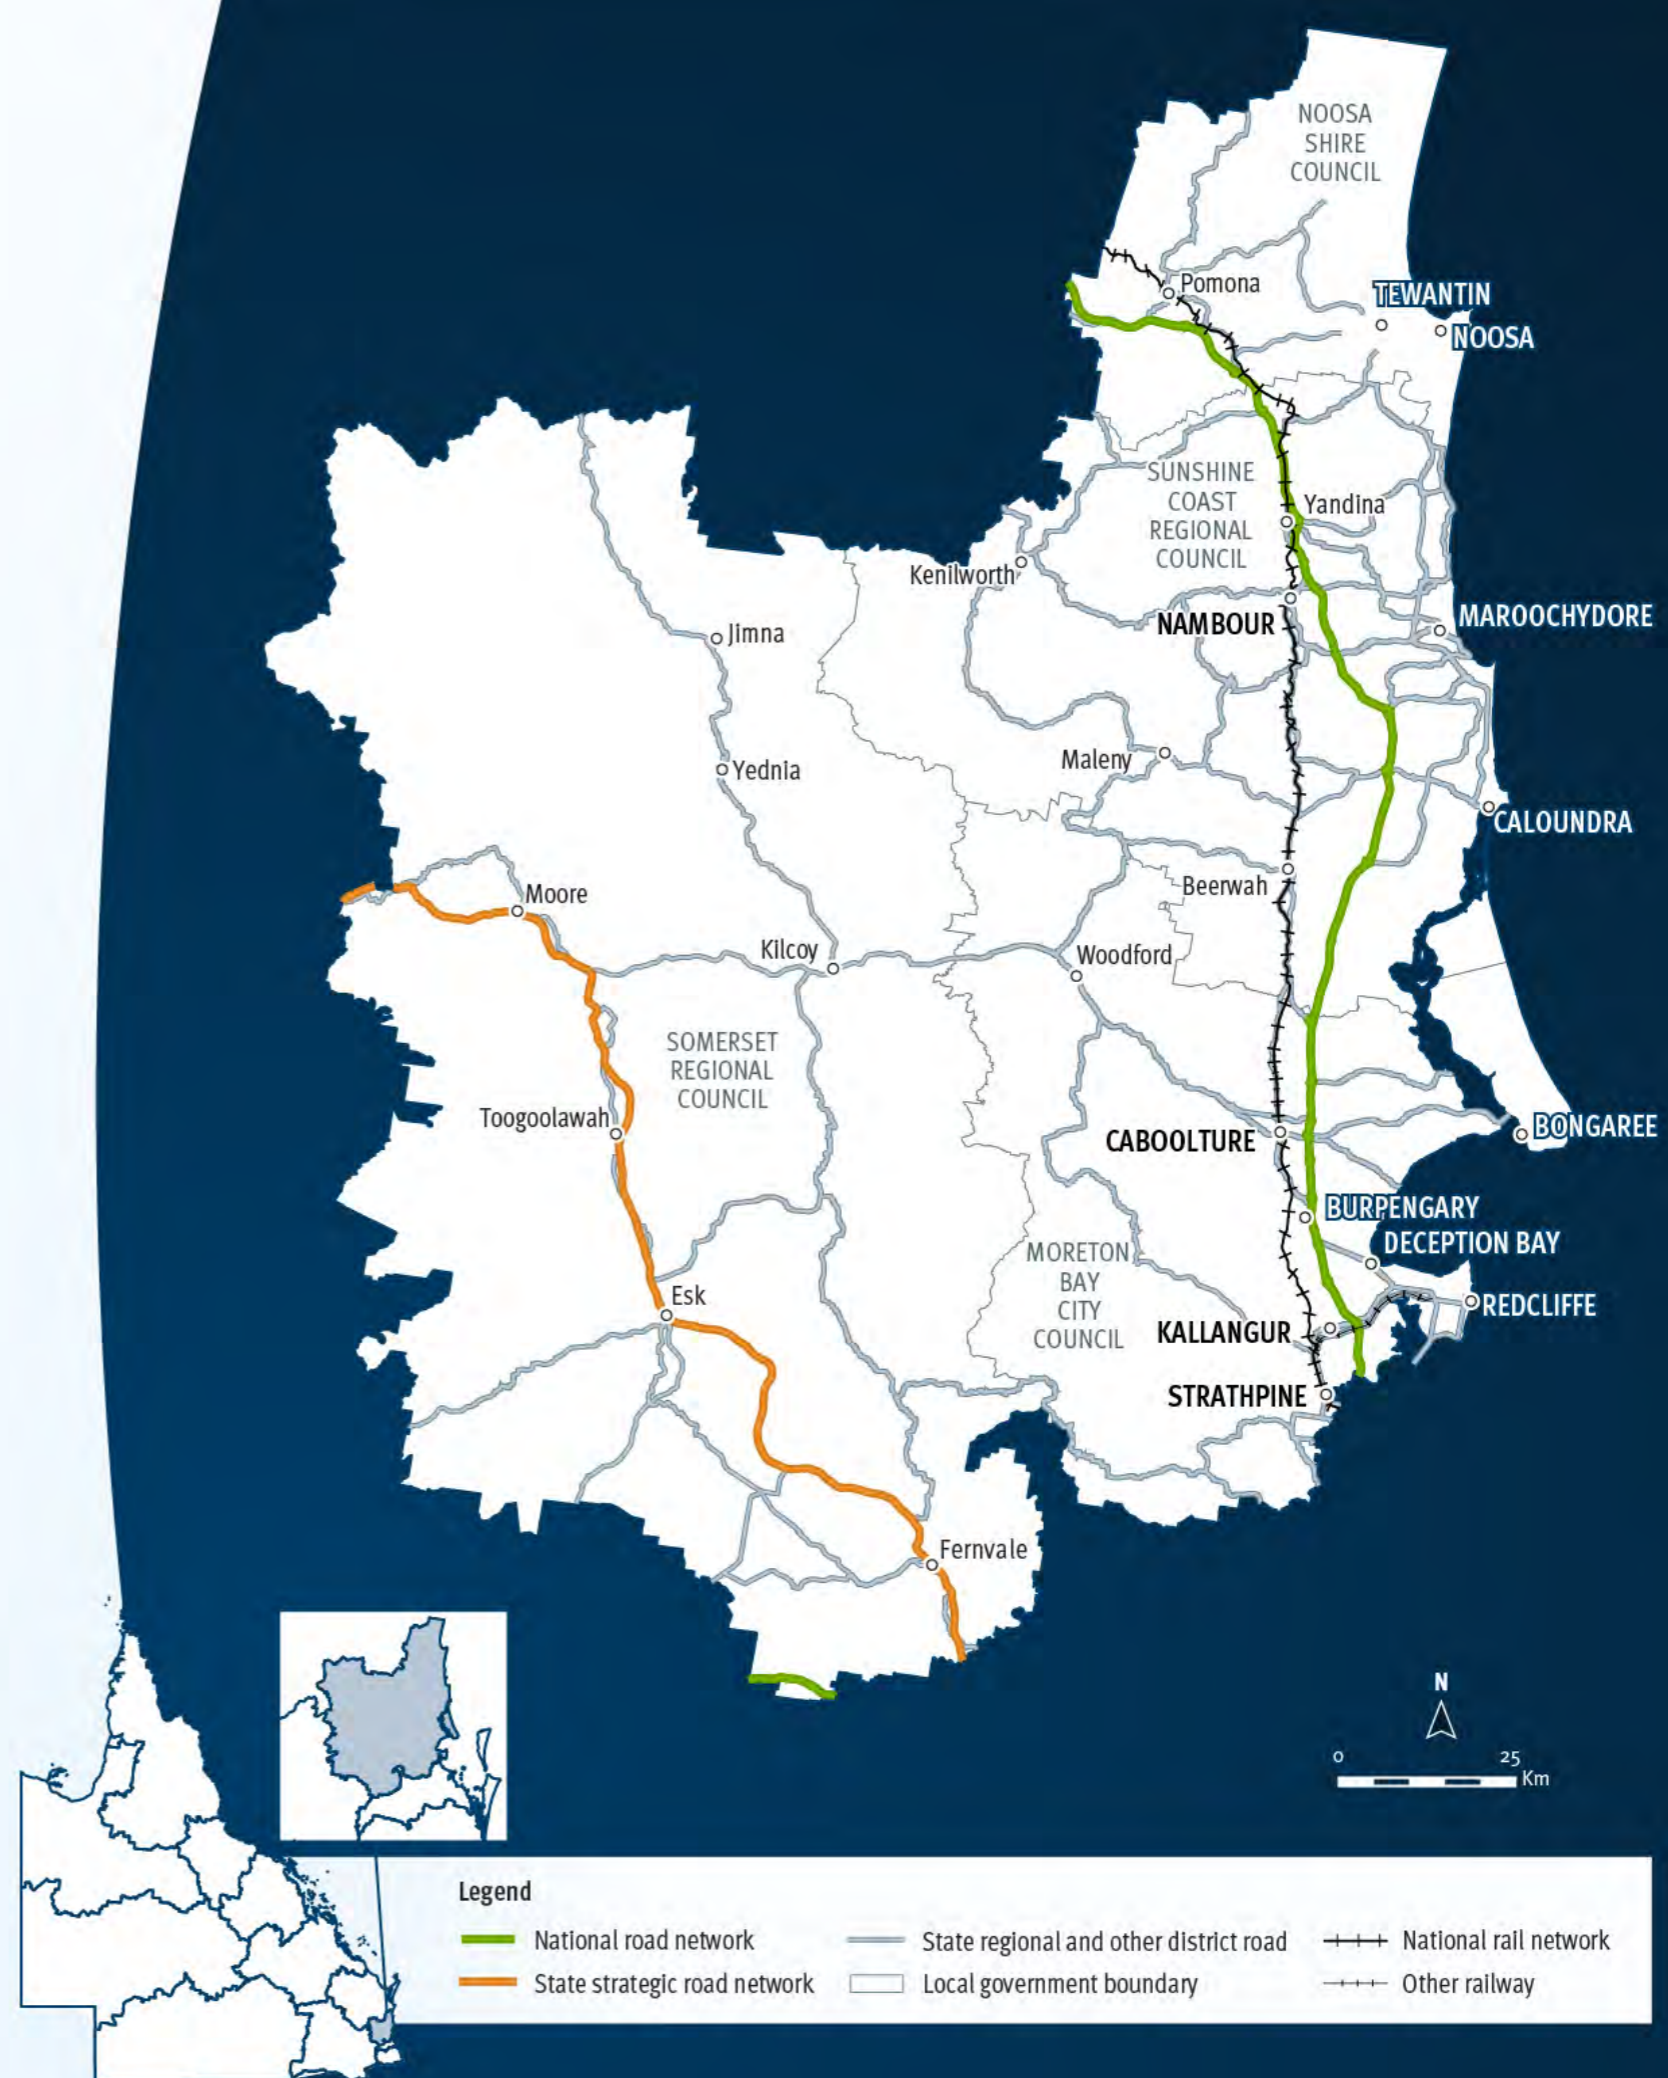 NOOSA
SHIRE
COUNCIL
Pomona
TEWANTIN
NOOSA
SUNSHINE
COAST
REGIONAL
COUNCIL
Yandina
Kenilworth
NAMBOUR
MAROOCHYDORE
Jimna
Maleny
Yednia
CALOUNDRA
Beerwah
Moore
Kilcoy
Woodford
SOMERSET
REGIONAL
COUNCIL
Toogoolawah
CABOOLTURE
BONGAREE
BURPENGARY
DECEPTION BAY
MORETON
BAY
CITY
COUNCIL
Esk
REDCLIFFE
KALLANGUR
STRATHPINE
Fernvale
N
0 25
Km
Legend
National road network
State strategic road network
State regional and other district road
Local government boundary
National rail network
Other railway